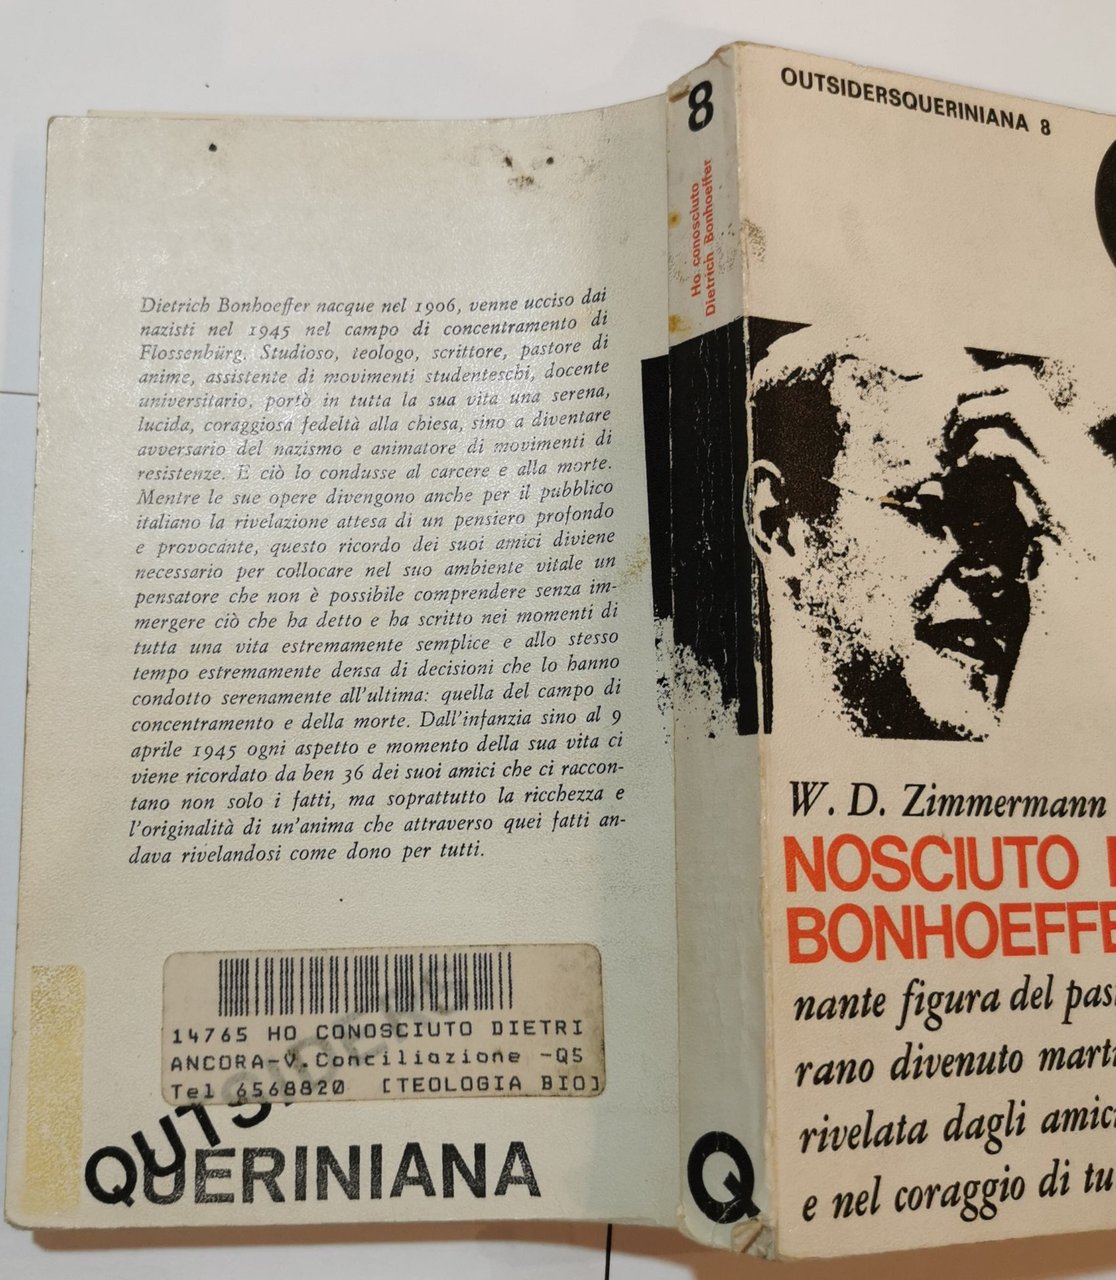 Dietrich Bonhoeffer nacque nel 1906, venne ucciso dai
nazisti nel 1945 nel campo di concentramento di
Flossenbürg. Studioso, teologo, scrittore, pastore di
anime, assistente di movimenti studenteschi, docente
universitario, portò in tutta la sua vita una serena,
lucida, coraggiosa fedeltà alla chiesa, sino a diventare
avversario del nazismo e animatore di movimenti di
resistenze. E ciò lo condusse al carcere e alla morte.
Mentre le sue opere divengono anche per il pubblico
italiano la rivelazione attesa di un pensiero profondo
e provocante, questo ricordo dei suoi amici diviene
necessario per collocare nel suo ambiente vitale un
pensatore che non è possibile comprendere senza im-
mergere ciò che ha detto e ha scritto nei momenti di
tutta una vita estremamente semplice e allo stesso
tempo estremamente densa di decisioni che lo hanno
condotto serenamente all'ultima: quella del campo di
concentramento e della morte. Dall'infanzia sino al 9
aprile 1945 ogni aspetto e momento della sua vita ci
viene ricordato da ben 36 dei suoi amici che ci raccon-
tano non solo i fatti, ma soprattutto la ricchezza e
l'originalità di un'anima che attraverso quei fatti an-
dava rivelandosi come dono per tutti.
14765 HO CONOSCIUTO DIETRI
ANCORA-V.Conciliazione -Q5
Tel 6568820 [TEOLOGIA BIO]
OUTS
QUERINIANA
8
Ho conosciuto
Dietrich Bonhoeffer
Q
OUTSIDERSQUERINIANA 8
W. D. Zimmermann
NOSCIUTO
BONHOEFFE
nante figura del pas
rano divenuto mart
rivelata dagli amic
e nel coraggio di tu